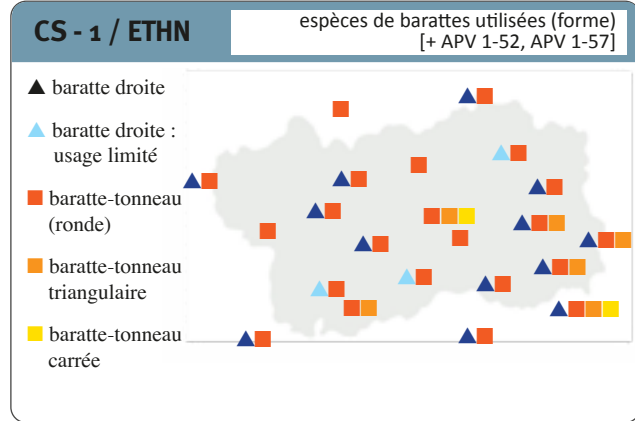 CS - 1 / ETHN
espèces de barattes utilisées (forme)
[+ APV 1-52, APV 1-57]
baratte droite
baratte droite :
usage limité
baratte-tonneau
(ronde)
baratte-tonneau
triangulaire
baratte-tonneau
carrée